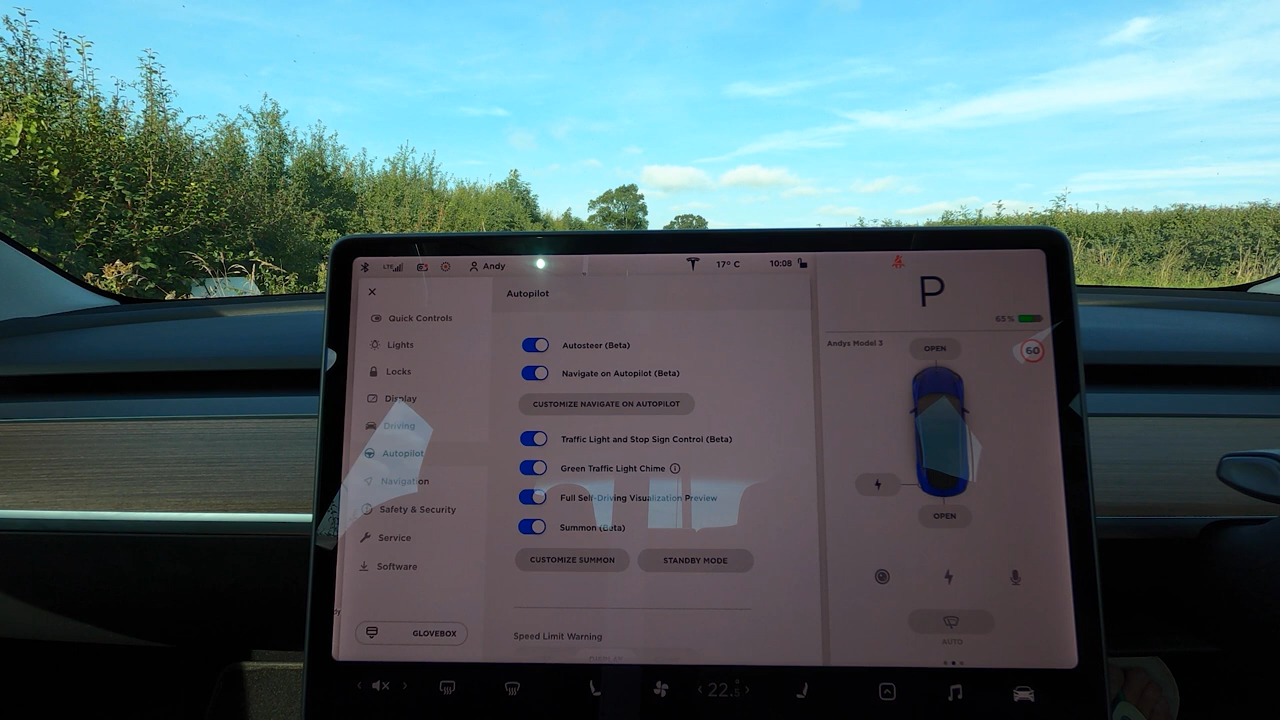 LTE Andy 17° C 10:08
Autopilot
Quick Controls
Lights
Locks
Display
Driving
Autopilot
Navigation
Safety & Security
Service
Software
GLOVEBOX
Autosteer (Beta)
Navigate on Autopilot (Beta)
CUSTOMIZE NAVIGATE ON AUTOPILOT
Traffic Light and Stop Sign Control (Beta)
Green Traffic Light Chime
Full Self-Driving Visualization Preview
Summon (Beta)
CUSTOMIZE SUMMON STANDBY MODE
Speed Limit Warning
DISPLAY
P
65 %
Andys Model 3
OPEN
60
OPEN
AUTO
22.5